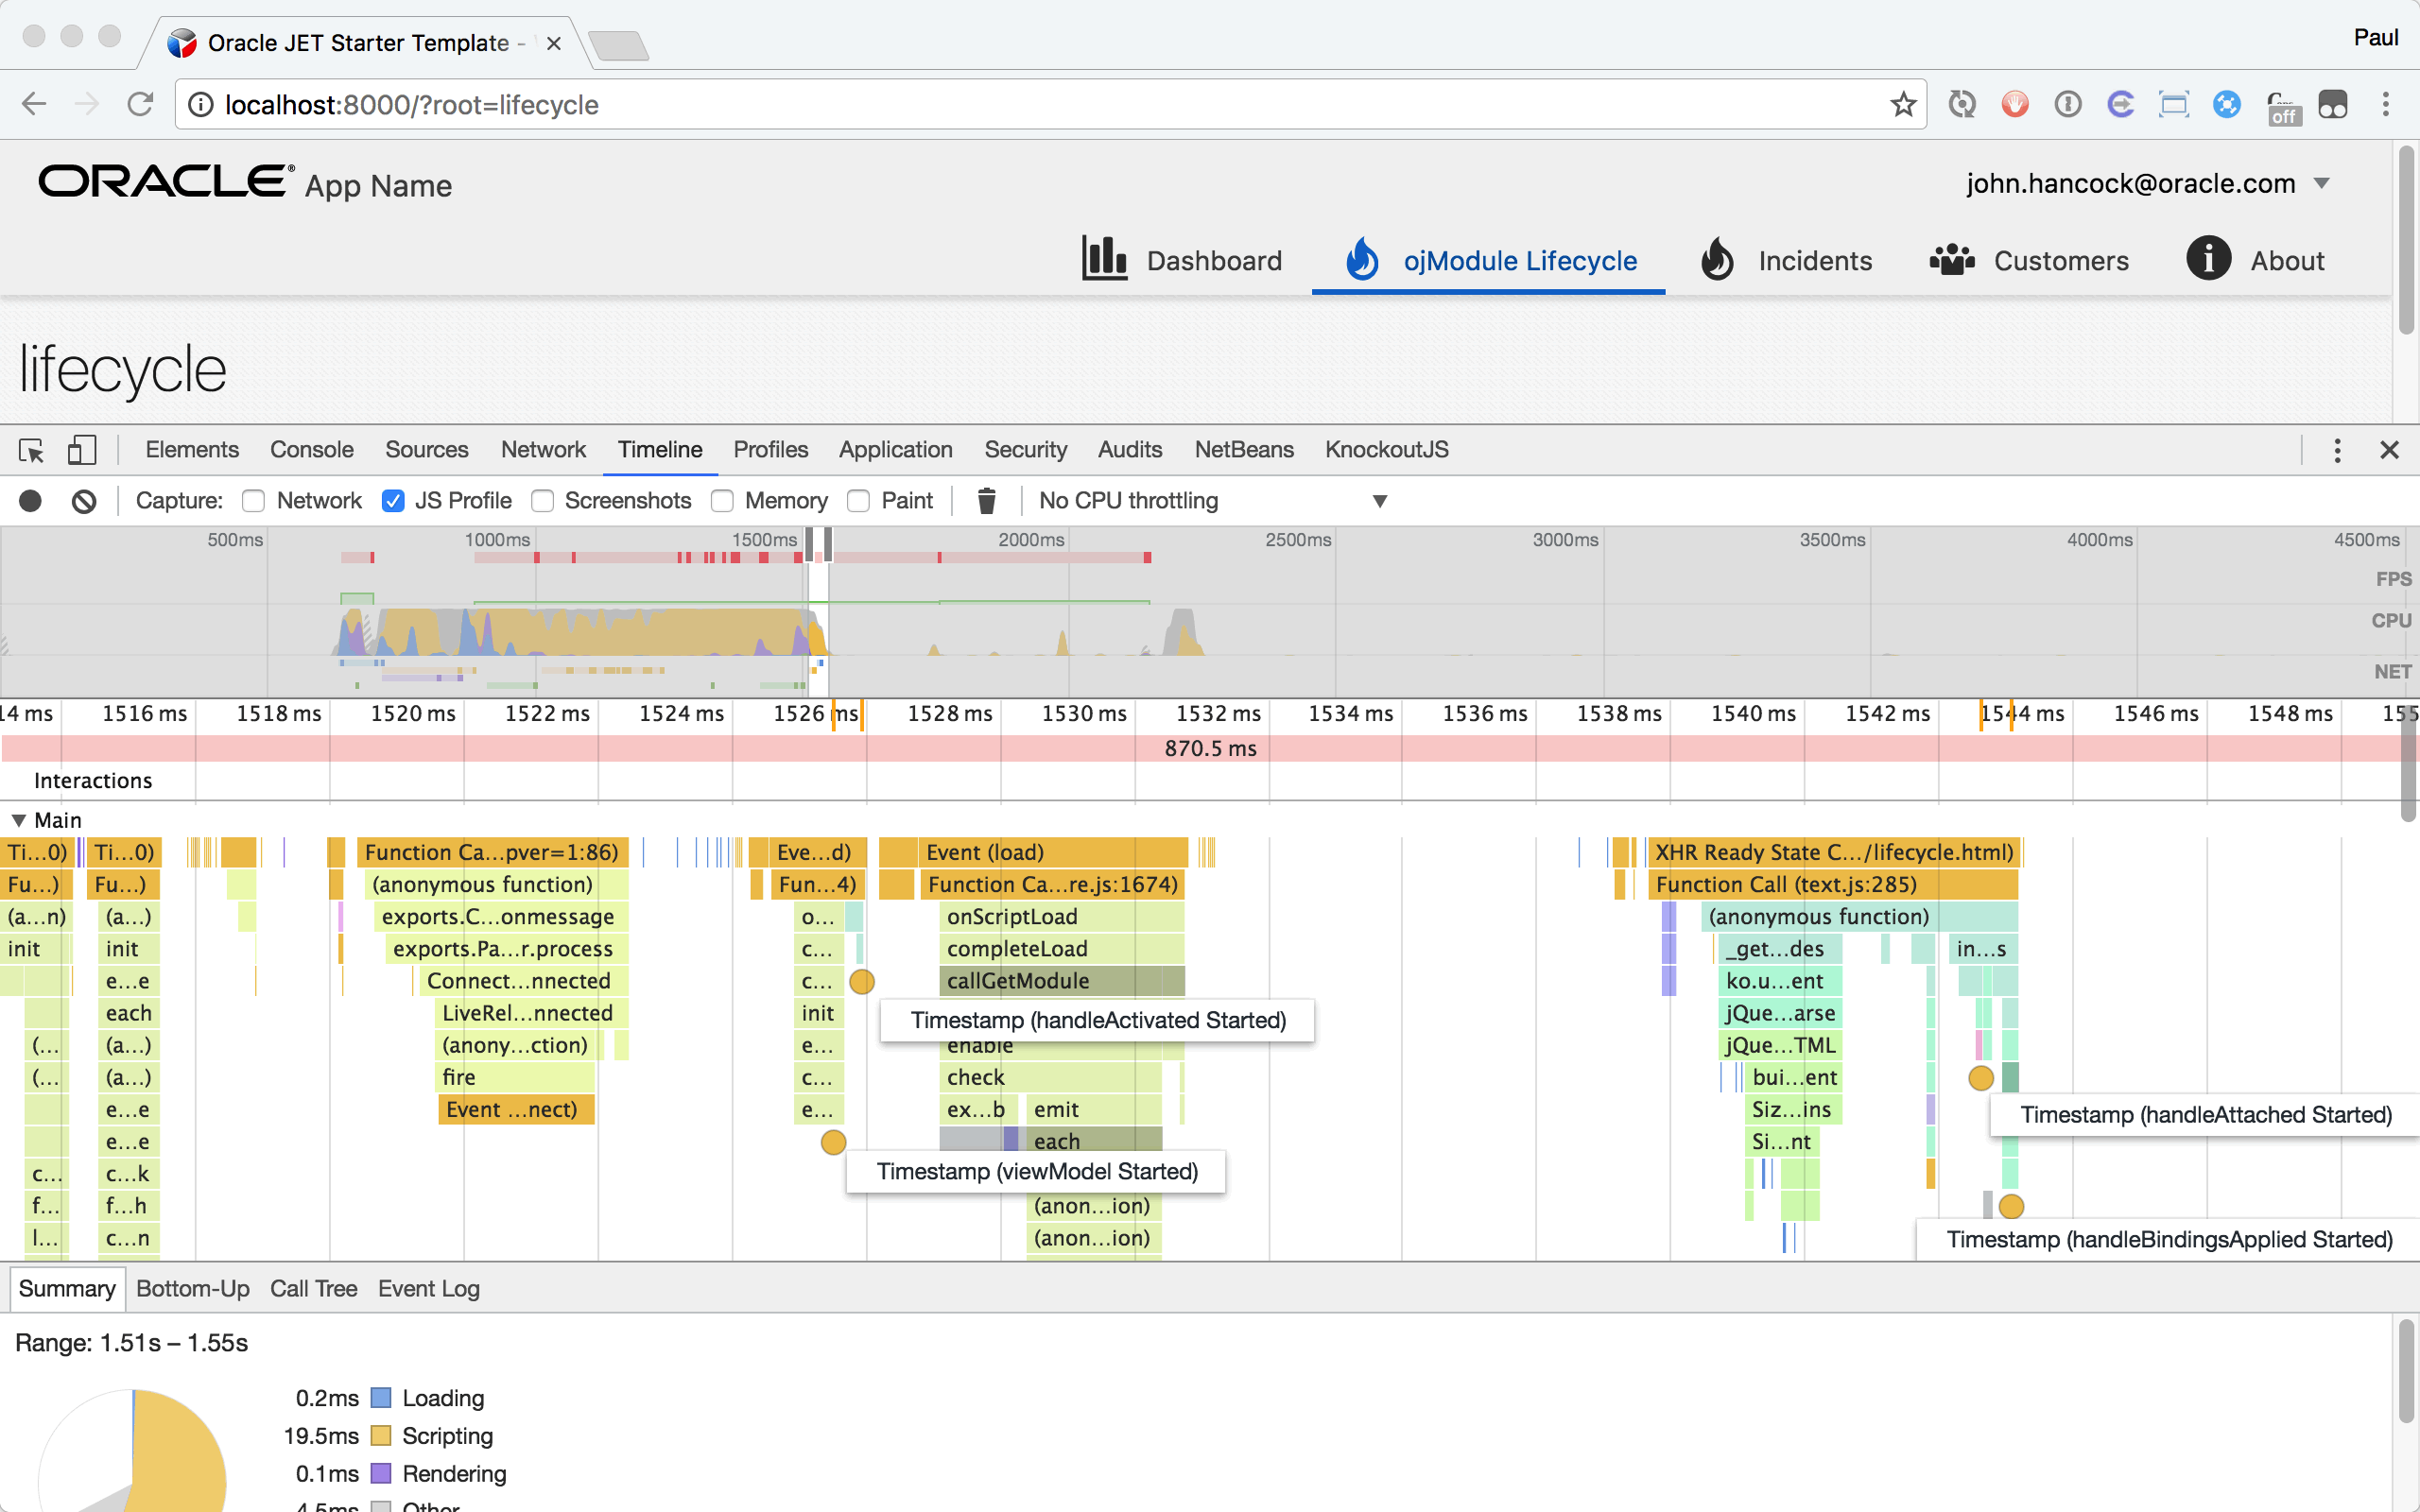 Oracle JET Starter Template -
Paul
localhost:8000/?root=lifecycle
off
ORACLE® App Name
john.hancock@oracle.com
Dashboard ojModule Lifecycle Incidents Customers About
lifecycle
Elements Console Sources Network Timeline Profiles Application Security Audits NetBeans KnockoutJS
Capture: Network JS Profile Screenshots Memory Paint No CPU throttling
500ms 1000ms 1500ms 2000ms 2500ms 3000ms 3500ms 4000ms 4500ms
FPS
CPU
NET
14 ms 1516 ms 1518 ms 1520 ms 1522 ms 1524 ms 1526 ms 1528 ms 1530 ms 1532 ms 1534 ms 1536 ms 1538 ms 1540 ms 1542 ms 1544 ms 1546 ms 1548 ms 155
870.5 ms
Interactions
Main
Ti…0) Ti…0) Function Ca…pver=1:86) Eve…d) Event (load) XHR Ready State C…/lifecycle.html)
Fu…) Fu…) (anonymous function) Fun…4) Function Ca…re.js:1674) Function Call (text.js:285)
(a…n) (a…) exports.C…onmessage o… onScriptLoad (anonymous function)
init init exports.Pa…r.process c… completeLoad _get…des in…s
e…e Connect…nnected c… callGetModule ko.u…ent
each LiveRel…nnected init Timestamp (handleActivated Started) jQue…arse
(… (a…) (anony…ction) e… enable jQue…TML
(… (a…) fire c… check bui…ent
e…e Event …nect) e… ex…b emit Siz…ins Timestamp (handleAttached Started)
e…e each Si…nt
c… c…k Timestamp (viewModel Started)
f… f…h (anon…ion)
l… c…n (anon…ion) Timestamp (handleBindingsApplied Started)
Summary Bottom-Up Call Tree Event Log
Range: 1.51s – 1.55s
0.2ms Loading
19.5ms Scripting
0.1ms Rendering
4.5ms Other